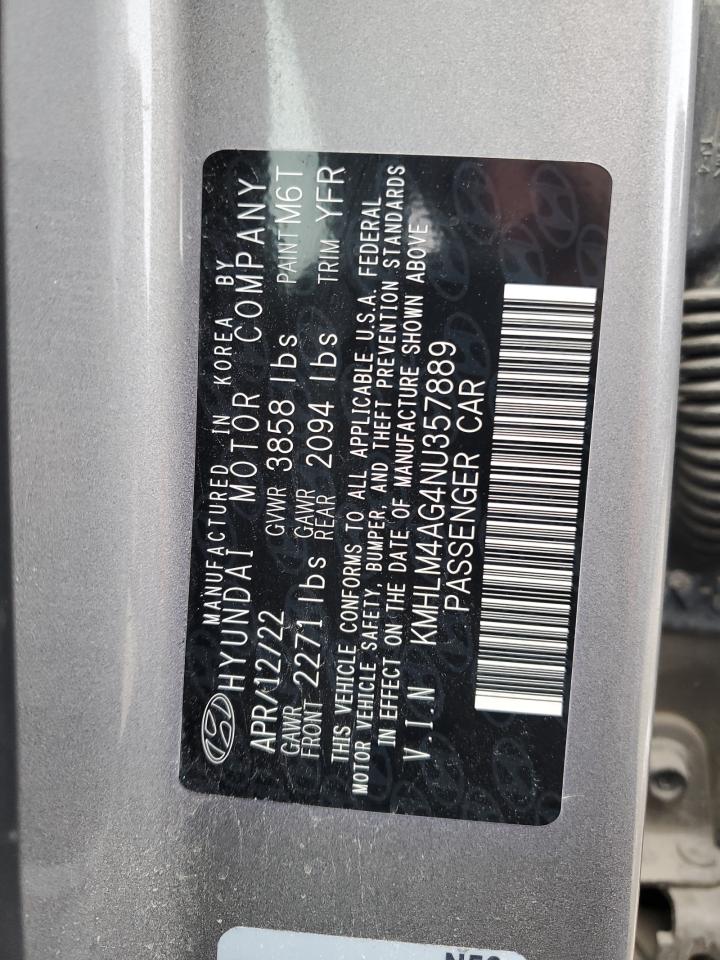 MANUFACTURED IN KOREA BY
HYUNDAI MOTOR COMPANY
APR/12/22 GVWR 3858 lbs PAINT M6T
GAWR FRONT 2271 lbs GAWR REAR 2094 lbs TRIM YFR
THIS VEHICLE CONFORMS TO ALL APPLICABLE U.S.A. FEDERAL
MOTOR VEHICLE SAFETY, BUMPER, AND THEFT PREVENTION STANDARDS
IN EFFECT ON THE DATE OF MANUFACTURE SHOWN ABOVE
V.I.N KMHLM4AG4NU357889
PASSENGER CAR